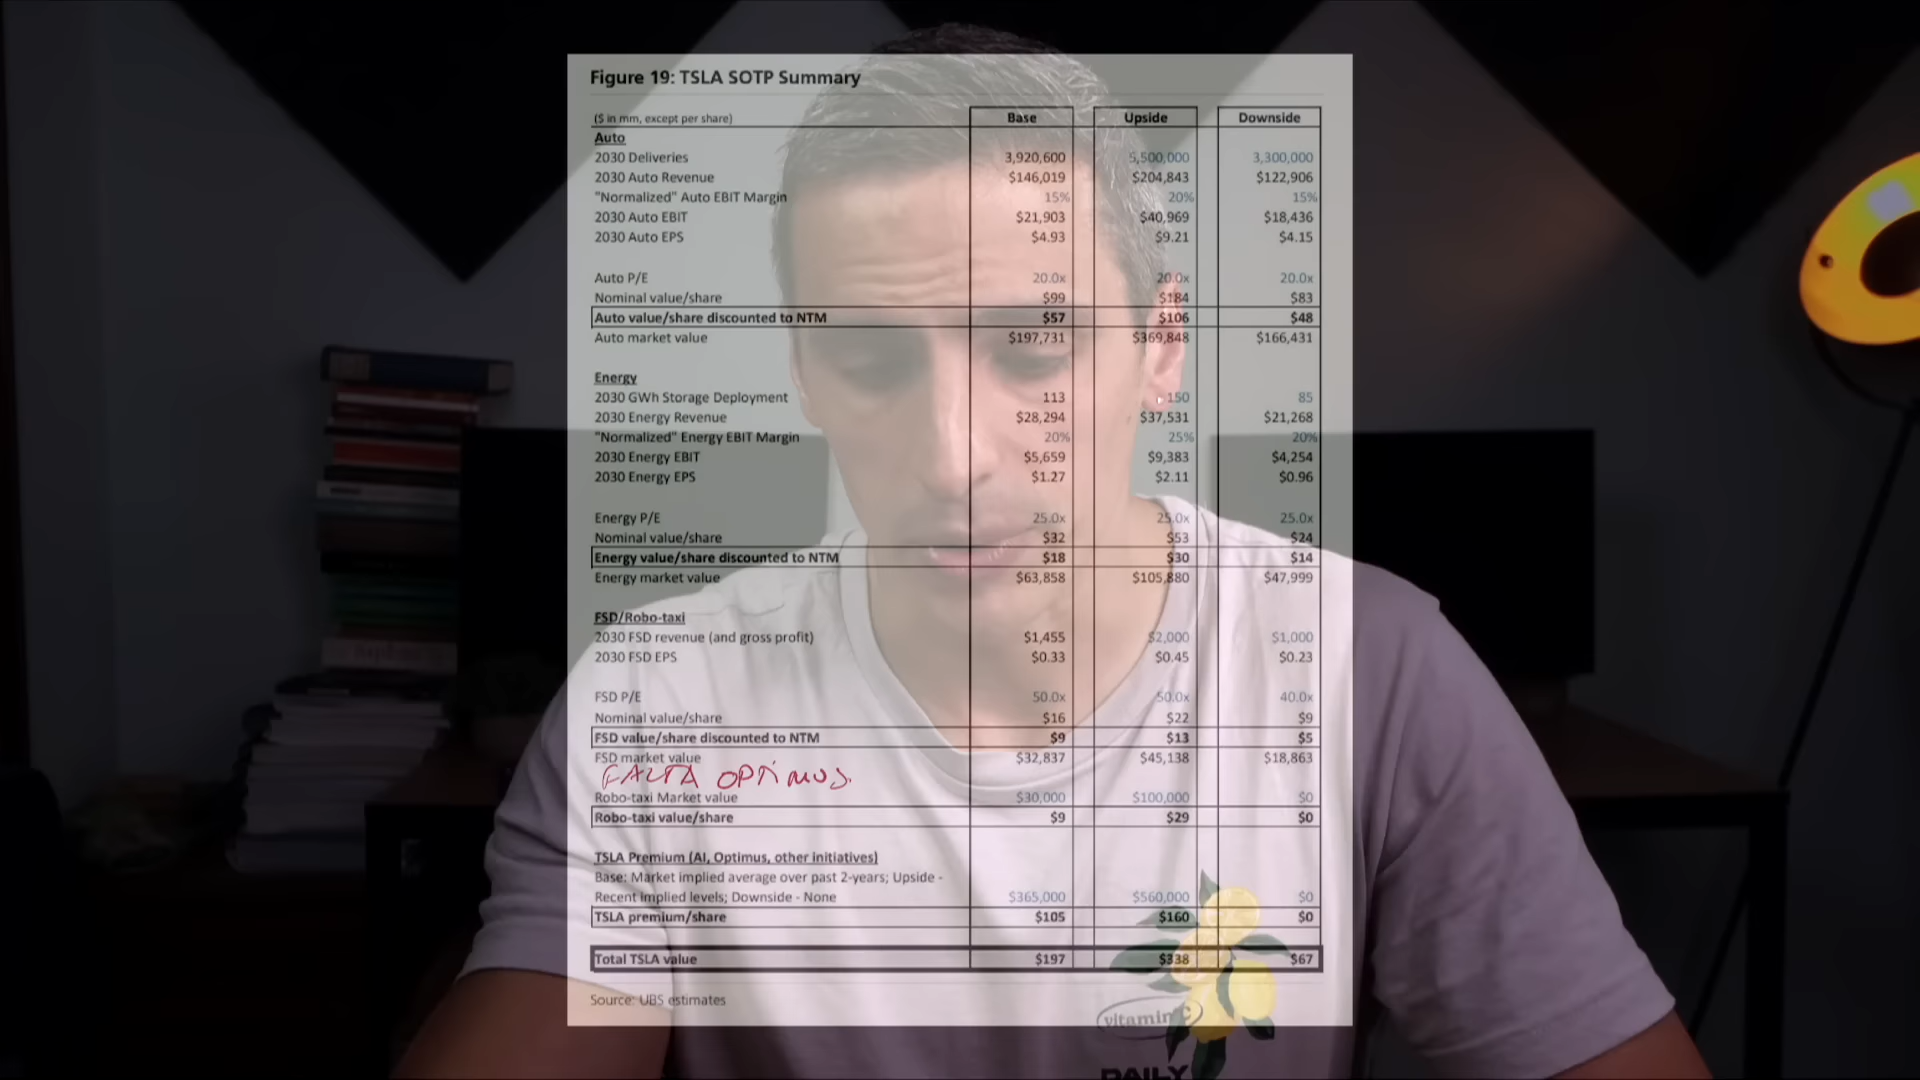 Figure 19: TSLA SOTP Summary
($ in mm, except per share) Base Upside Downside
Auto
2030 Deliveries 3,920,600 5,500,000 3,300,000
2030 Auto Revenue $146,019 $204,843 $122,906
"Normalized" Auto EBIT Margin 15% 20% 15%
2030 Auto EBIT $21,903 $40,969 $18,436
2030 Auto EPS $4.93 $9.21 $4.15
Auto P/E 20.0x 20.0x 20.0x
Nominal value/share $99 $184 $83
Auto value/share discounted to NTM $57 $106 $48
Auto market value $197,731 $369,848 $166,431
Energy
2030 GWh Storage Deployment 113 150 85
2030 Energy Revenue $28,294 $37,531 $21,268
"Normalized" Energy EBIT Margin 20% 25% 20%
2030 Energy EBIT $5,659 $9,383 $4,254
2030 Energy EPS $1.27 $2.11 $0.96
Energy P/E 25.0x 25.0x 25.0x
Nominal value/share $32 $53 $24
Energy value/share discounted to NTM $18 $30 $14
Energy market value $63,858 $105,880 $47,999
FSD/Robo-taxi
2030 FSD revenue (and gross profit) $1,455 $2,000 $1,000
2030 FSD EPS $0.33 $0.45 $0.23
FSD P/E 50.0x 50.0x 40.0x
Nominal value/share $16 $22 $9
FSD value/share discounted to NTM $9 $13 $5
FSD market value $32,837 $45,138 $18,863
FALTA OPTIMUS
Robo-taxi Market value $30,000 $100,000 $0
Robo-taxi value/share $9 $29 $0
TSLA Premium (AI, Optimus, other initiatives)
Base: Market implied average over past 2-years; Upside -
Recent implied levels; Downside - None $365,000 $560,000 $0
TSLA premium/share $105 $160 $0
Total TSLA value $197 $338 $67
Source: UBS estimates
vitamin C
DAILY